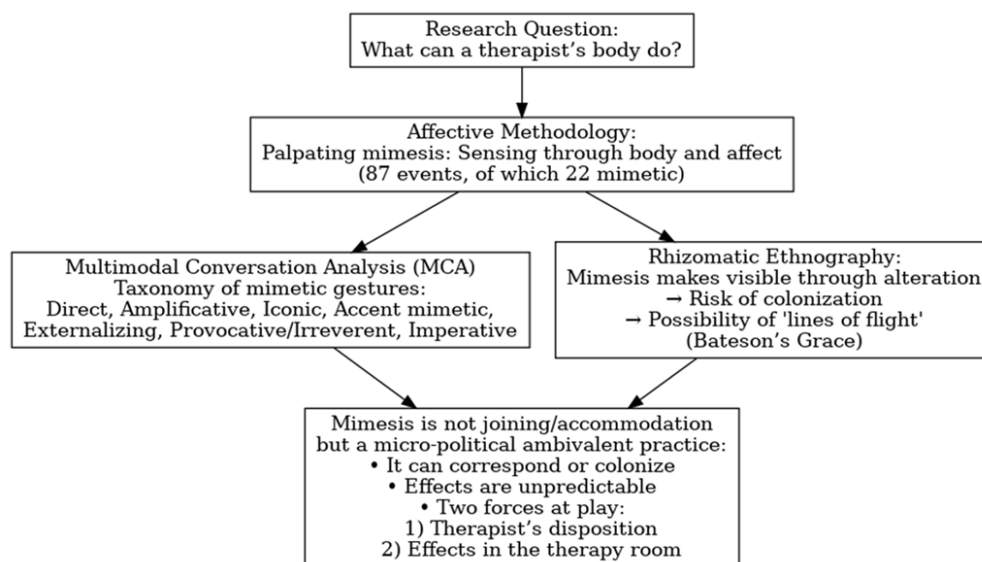 Research Question:
What can a therapist’s body do?
Affective Methodology:
Palpating mimesis: Sensing through body and affect
(87 events, of which 22 mimetic)
Multimodal Conversation Analysis (MCA)
Taxonomy of mimetic gestures:
Direct, Amplificative, Iconic, Accent mimetic,
Externalizing, Provocative/Irreverent, Imperative
Rhizomatic Ethnography:
Mimesis makes visible through alteration
→ Risk of colonization
→ Possibility of 'lines of flight'
(Bateson’s Grace)
Mimesis is not joining/accommodation
but a micro-political ambivalent practice:
• It can correspond or colonize
• Effects are unpredictable
• Two forces at play:
1) Therapist’s disposition
2) Effects in the therapy room